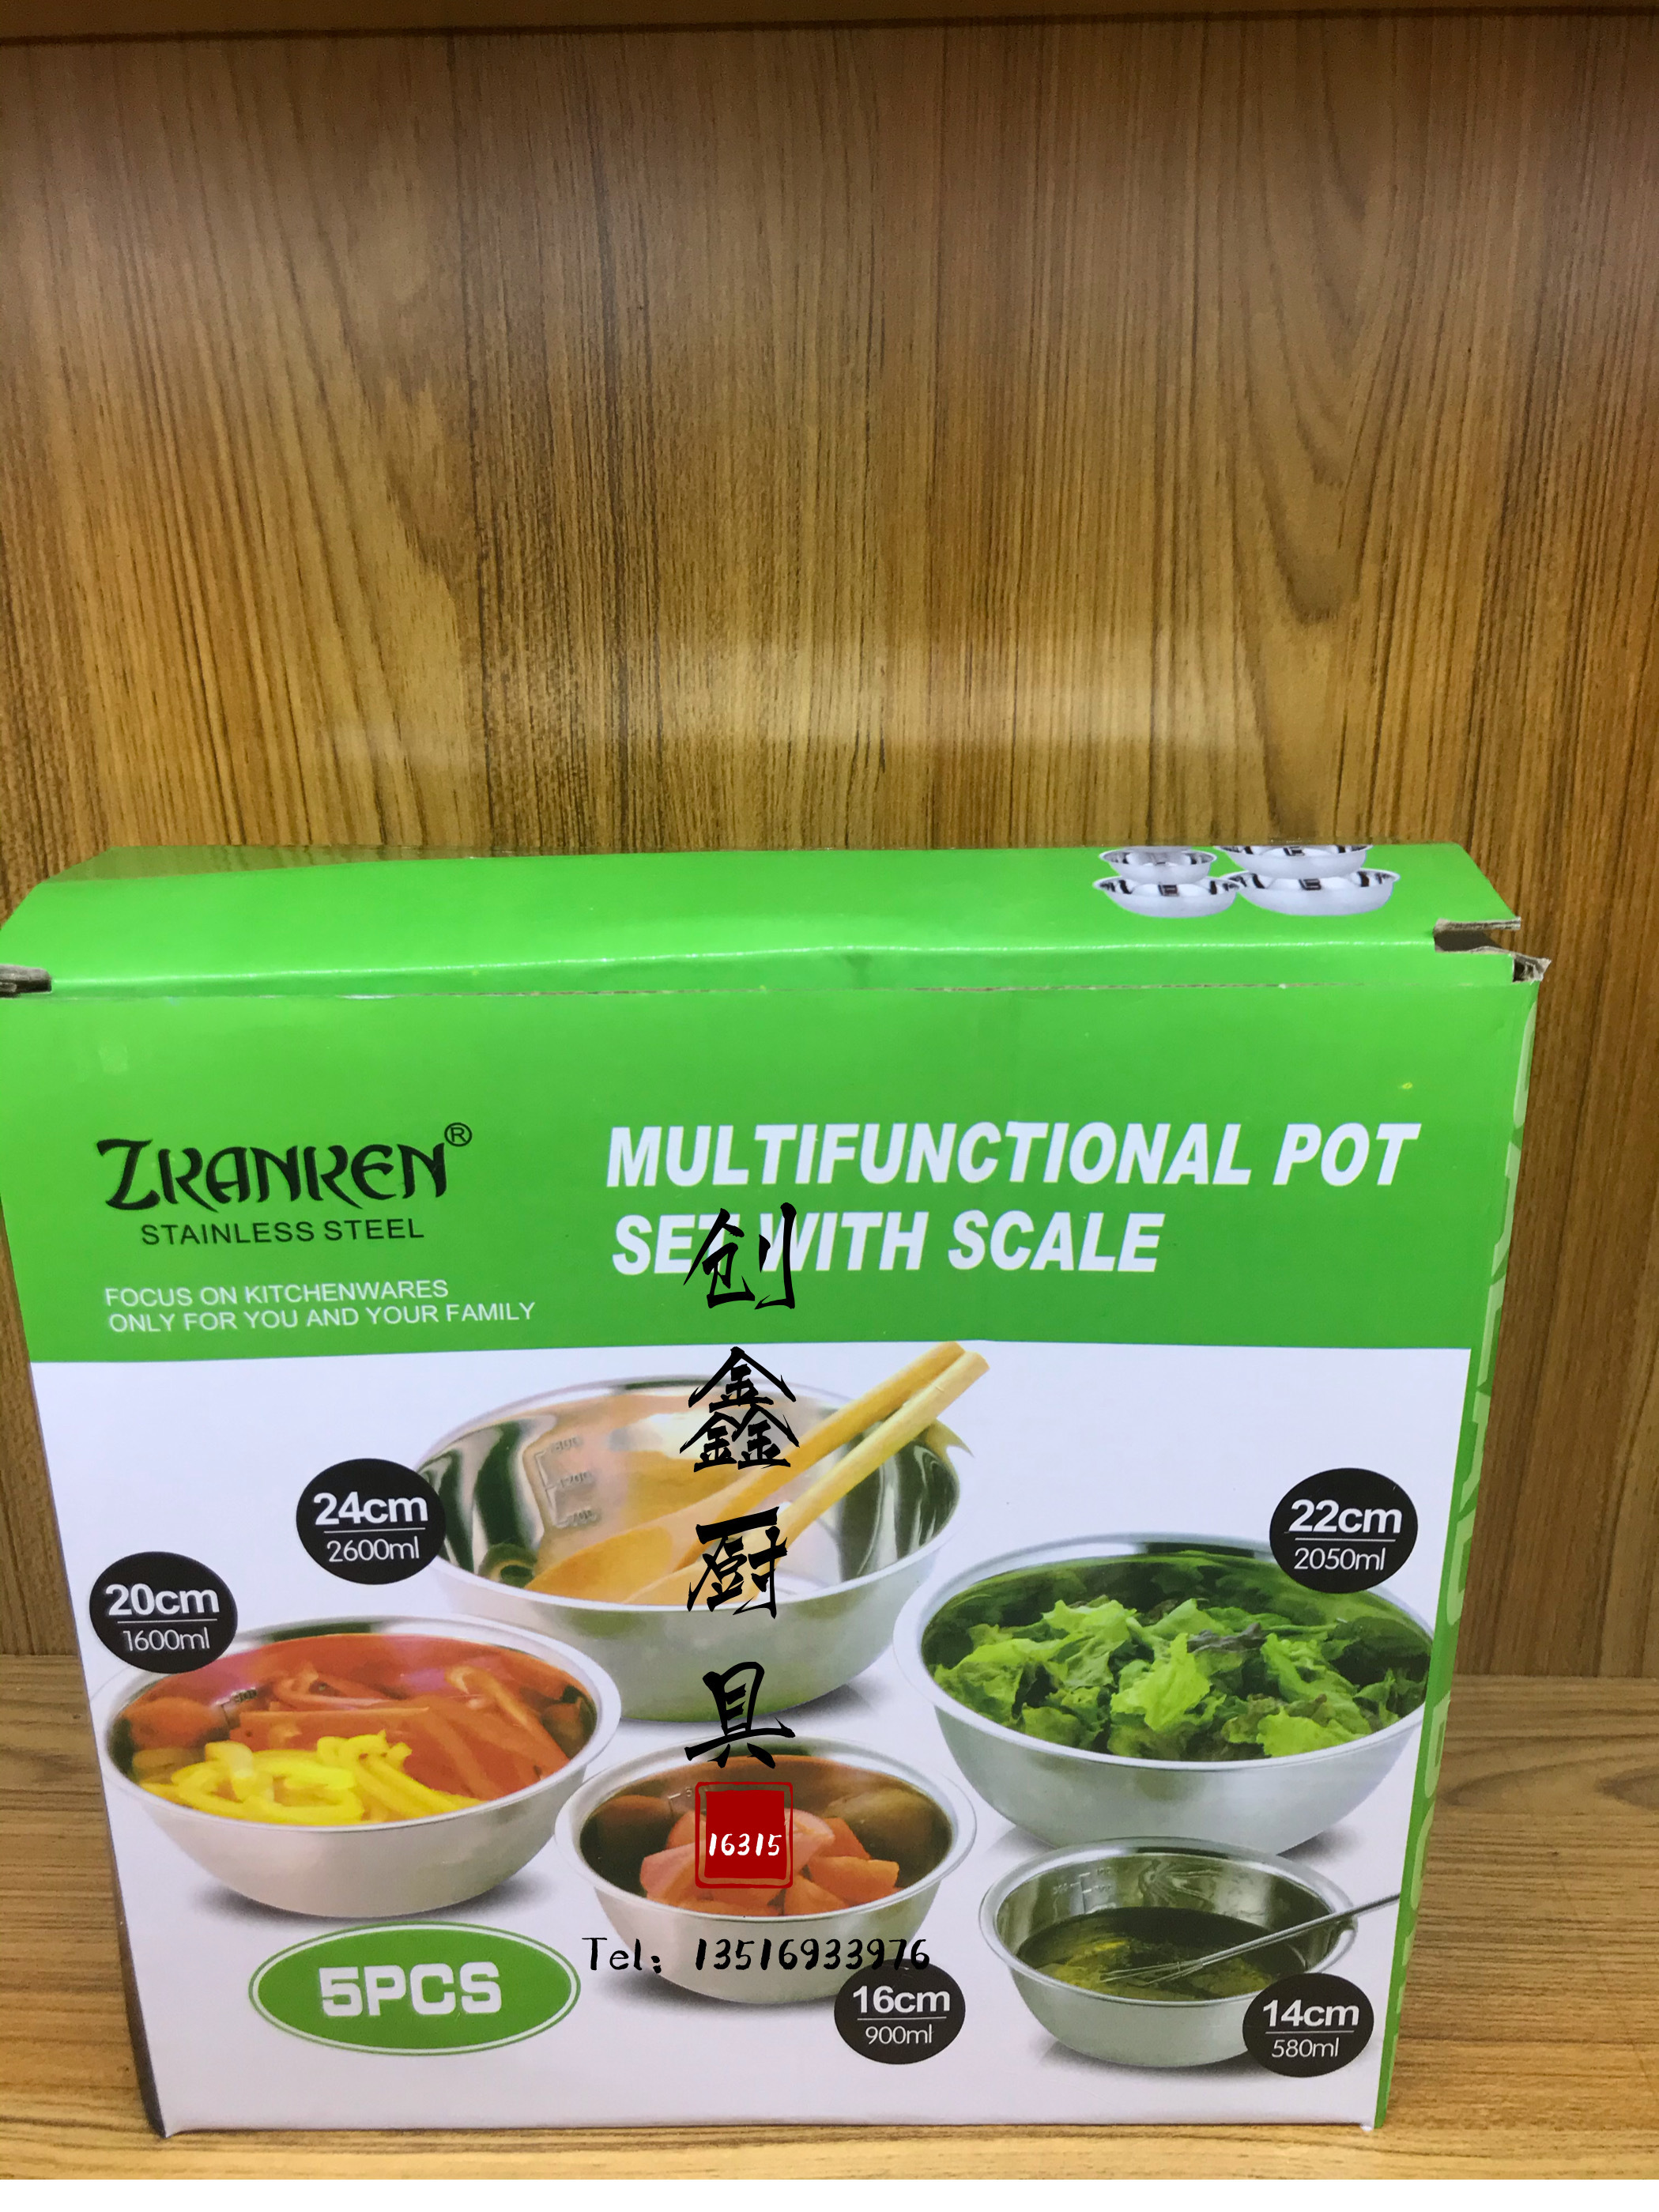 ZKANKEN®
STAINLESS STEEL
FOCUS ON KITCHENWARES
ONLY FOR YOU AND YOUR FAMILY
MULTIFUNCTIONAL POT
SET WITH SCALE
创
鑫
厨
具
16315
Tel：13516933976
24cm
2600ml
22cm
2050ml
20cm
1600ml
5PCS
16cm
900ml
14cm
580ml